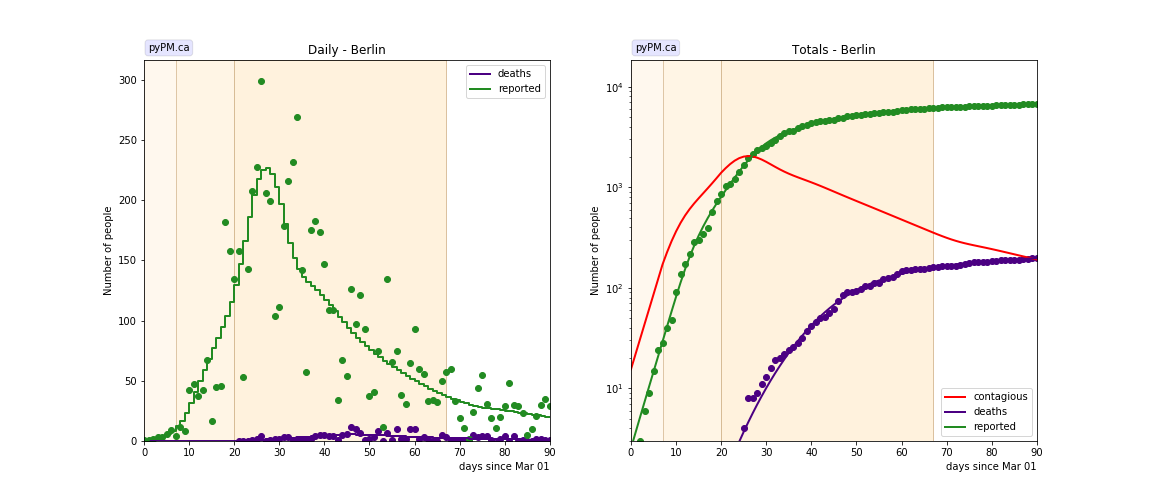 pyPM.ca
Daily - Berlin
Number of people
300
250
200
150
100
50
0
deaths
reported
0 10 20 30 40 50 60 70 80 90
days since Mar 01
pyPM.ca
Totals - Berlin
Number of people
10⁴
10³
10²
10¹
contagious
deaths
reported
0 10 20 30 40 50 60 70 80 90
days since Mar 01